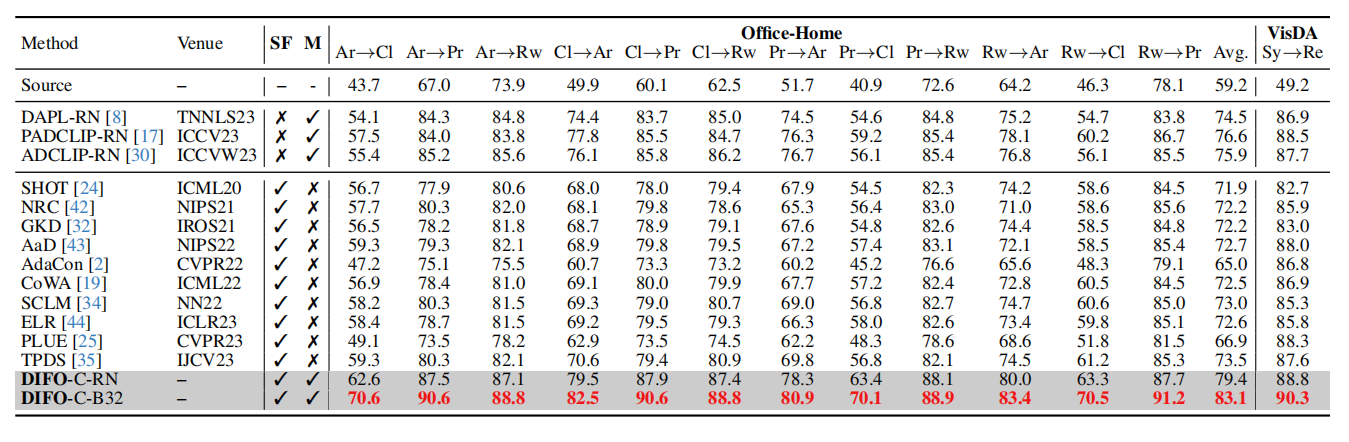 Method Venue SF M Office-Home VisDA
Ar→Cl Ar→Pr Ar→Rw Cl→Ar Cl→Pr Cl→Rw Pr→Ar Pr→Cl Pr→Rw Rw→Ar Rw→Cl Rw→Pr Avg. Sy→Re
Source – – - 43.7 67.0 73.9 49.9 60.1 62.5 51.7 40.9 72.6 64.2 46.3 78.1 59.2 49.2
DAPL-RN [8] TNNLS23 ✗ ✓ 54.1 84.3 84.8 74.4 83.7 85.0 74.5 54.6 84.8 75.2 54.7 83.8 74.5 86.9
PADCLIP-RN [17] ICCV23 ✗ ✓ 57.5 84.0 83.8 77.8 85.5 84.7 76.3 59.2 85.4 78.1 60.2 86.7 76.6 88.5
ADCLIP-RN [30] ICCVW23 ✗ ✓ 55.4 85.2 85.6 76.1 85.8 86.2 76.7 56.1 85.4 76.8 56.1 85.5 75.9 87.7
SHOT [24] ICML20 ✓ ✗ 56.7 77.9 80.6 68.0 78.0 79.4 67.9 54.5 82.3 74.2 58.6 84.5 71.9 82.7
NRC [42] NIPS21 ✓ ✗ 57.7 80.3 82.0 68.1 79.8 78.6 65.3 56.4 83.0 71.0 58.6 85.6 72.2 85.9
GKD [32] IROS21 ✓ ✗ 56.5 78.2 81.8 68.7 78.9 79.1 67.6 54.8 82.6 74.4 58.5 84.8 72.2 83.0
AaD [43] NIPS22 ✓ ✗ 59.3 79.3 82.1 68.9 79.8 79.5 67.2 57.4 83.1 72.1 58.5 85.4 72.7 88.0
AdaCon [2] CVPR22 ✓ ✗ 47.2 75.1 75.5 60.7 73.3 73.2 60.2 45.2 76.6 65.6 48.3 79.1 65.0 86.8
CoWA [19] ICML22 ✓ ✗ 56.9 78.4 81.0 69.1 80.0 79.9 67.7 57.2 82.4 72.8 60.5 84.5 72.5 86.9
SCLM [34] NN22 ✓ ✗ 58.2 80.3 81.5 69.3 79.0 80.7 69.0 56.8 82.7 74.7 60.6 85.0 73.0 85.3
ELR [44] ICLR23 ✓ ✗ 58.4 78.7 81.5 69.2 79.5 79.3 66.3 58.0 82.6 73.4 59.8 85.1 72.6 85.8
PLUE [25] CVPR23 ✓ ✗ 49.1 73.5 78.2 62.9 73.5 74.5 62.2 48.3 78.6 68.6 51.8 81.5 66.9 88.3
TPDS [35] IJCV23 ✓ ✗ 59.3 80.3 82.1 70.6 79.4 80.9 69.8 56.8 82.1 74.5 61.2 85.3 73.5 87.6
DIFO-C-RN – ✓ ✓ 62.6 87.5 87.1 79.5 87.9 87.4 78.3 63.4 88.1 80.0 63.3 87.7 79.4 88.8
DIFO-C-B32 – ✓ ✓ 70.6 90.6 88.8 82.5 90.6 88.8 80.9 70.1 88.9 83.4 70.5 91.2 83.1 90.3